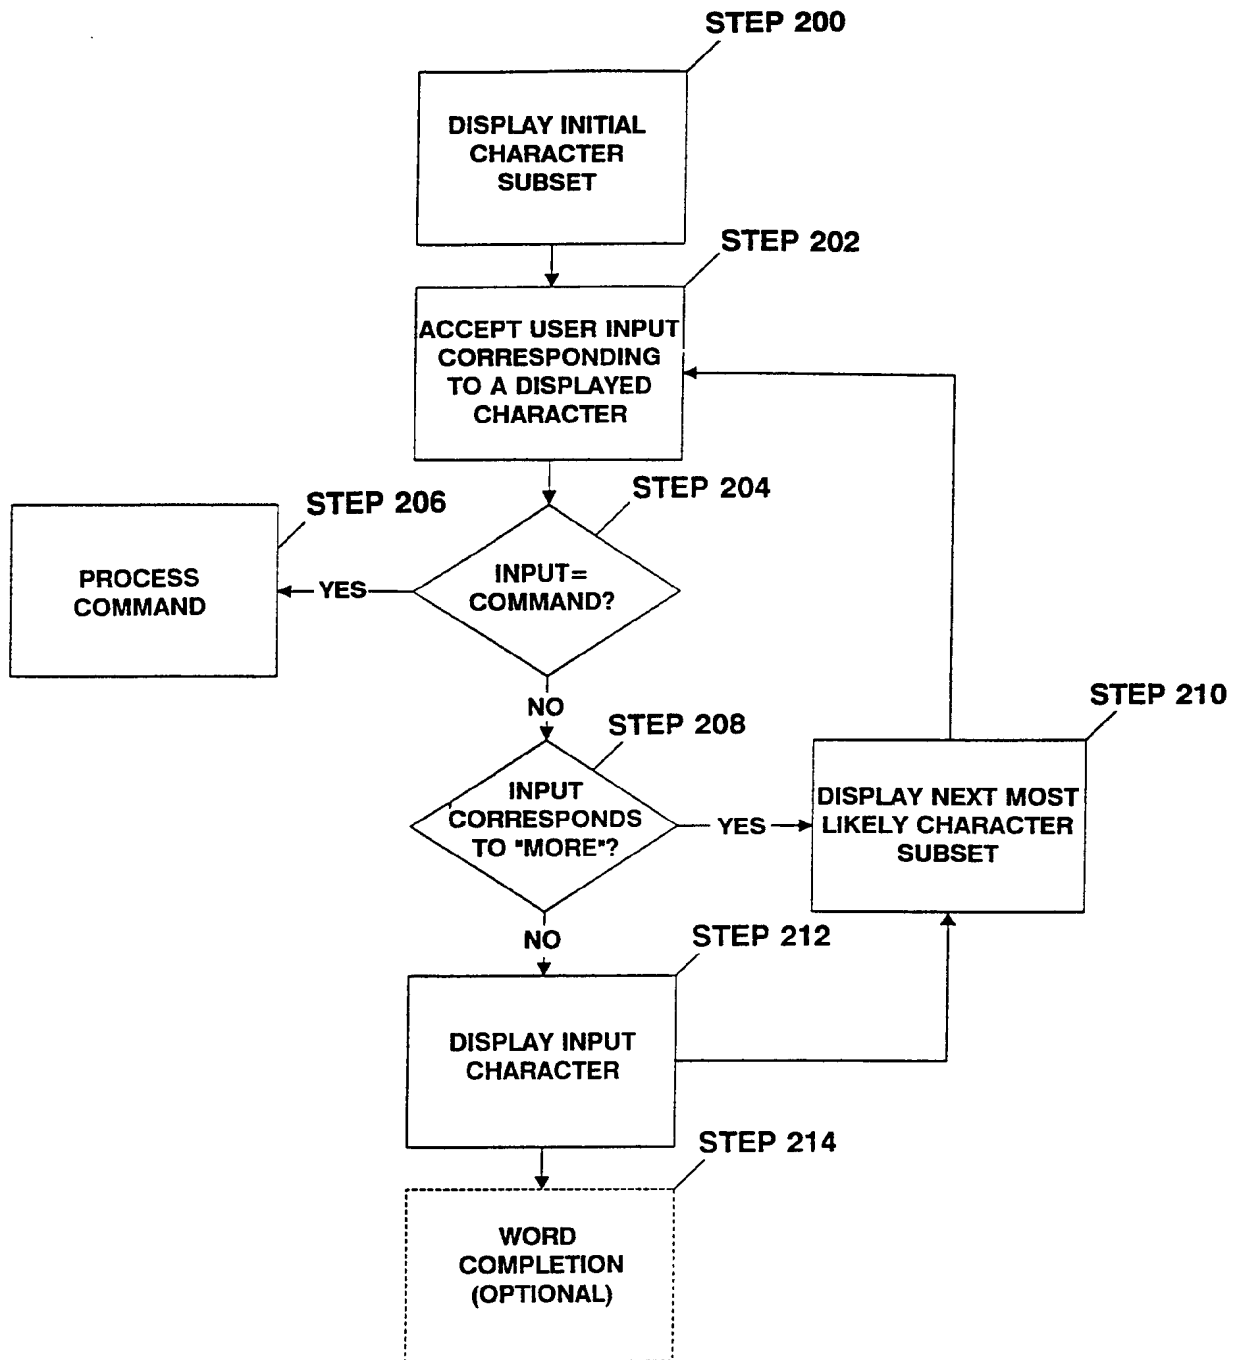 STEP 200
DISPLAY INITIAL
CHARACTER
SUBSET
STEP 202
ACCEPT USER INPUT
CORRESPONDING
TO A DISPLAYED
CHARACTER
STEP 204
INPUT=
COMMAND?
YES
STEP 206
PROCESS
COMMAND
NO
STEP 208
INPUT
CORRESPONDS
TO "MORE"?
YES
STEP 210
DISPLAY NEXT MOST
LIKELY CHARACTER
SUBSET
NO
STEP 212
DISPLAY INPUT
CHARACTER
STEP 214
WORD
COMPLETION
(OPTIONAL)